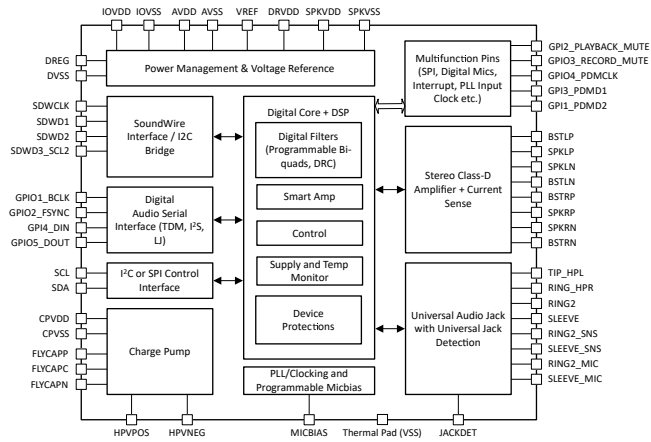 IOVDD IOVSS AVDD AVSS VREF DRVDD SPKVDD SPKVSS
DREG
DVSS
Power Management & Voltage Reference
Multifunction Pins
(SPI, Digital Mics,
Interrupt, PLL Input
Clock etc.)
GPI2_PLAYBACK_MUTE
GPIO3_RECORD_MUTE
GPIO4_PDMCLK
GPI3_PDMD1
GPI1_PDMD2
SDWCLK
SDWD1
SDWD2
SDWD3_SCL2
SoundWire
Interface / I2C
Bridge
Digital Core + DSP
Digital Filters
(Programmable Bi-
quads, DRC)
Smart Amp
Control
Supply and Temp
Monitor
Device
Protections
Stereo Class-D
Amplifier + Current
Sense
BSTLP
SPKLP
SPKLN
BSTLN
BSTRP
SPKRP
SPKRN
BSTRN
GPIO1_BCLK
GPIO2_FSYNC
GPI4_DIN
GPIO5_DOUT
Digital
Audio Serial
Interface (TDM, I²S,
LJ)
SCL
SDA
I²C or SPI Control
Interface
Universal Audio Jack
with Universal Jack
Detection
TIP_HPL
RING_HPR
RING2
SLEEVE
RING2_SNS
SLEEVE_SNS
RING2_MIC
SLEEVE_MIC
CPVDD
CPVSS
FLYCAPP
FLYCAPC
FLYCAPN
Charge Pump
PLL/Clocking and
Programmable Micbias
HPVPOS HPVNEG MICBIAS Thermal Pad (VSS) JACKDET